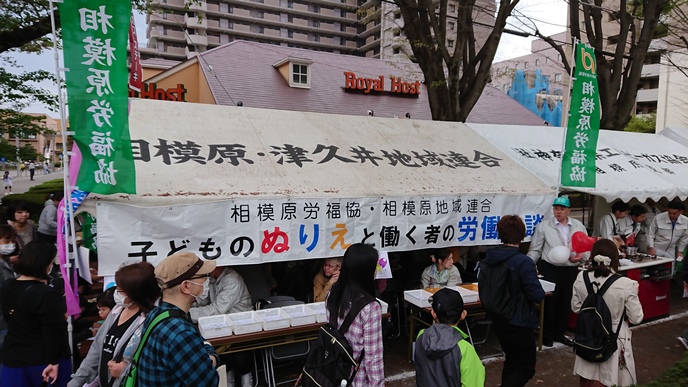 Royal Host
Host
相模原労福協
相模原労福協
相模原・津久井地域連合
相模原労福協・相模原地域連合
子どものぬりえと働く者の労働
談